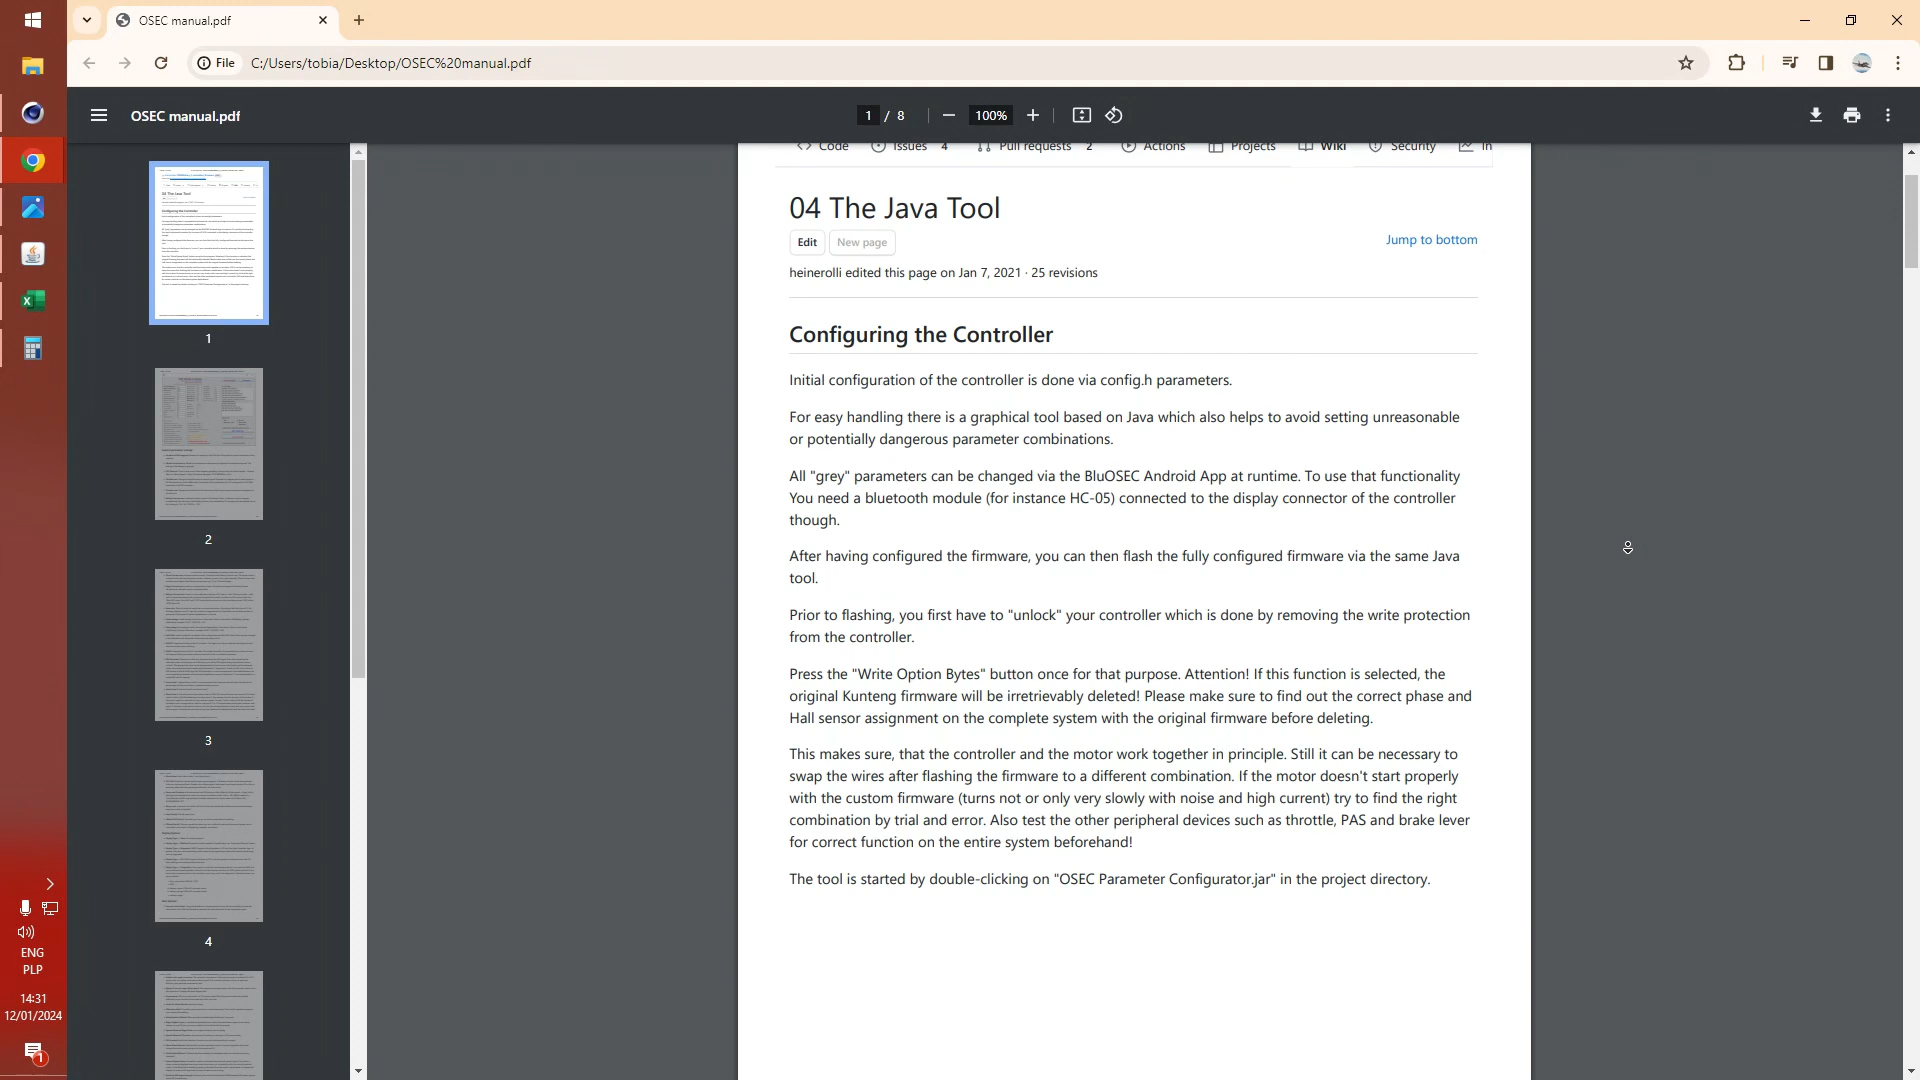 OSEC manual.pdf
File
C:/Users/tobia/Desktop/OSEC%20manual.pdf
OSEC manual.pdf
1 / 8
100%
Code
Issues 4
Pull requests 2
Actions
Projects
Wiki
Security
In
04 The Java Tool
Edit
New page
Jump to bottom
heinerolli edited this page on Jan 7, 2021 · 25 revisions
Configuring the Controller
Initial configuration of the controller is done via config.h parameters.
For easy handling there is a graphical tool based on Java which also helps to avoid setting unreasonable
or potentially dangerous parameter combinations.
All "grey" parameters can be changed via the BluOSEC Android App at runtime. To use that functionality
You need a bluetooth module (for instance HC-05) connected to the display connector of the controller
though.
After having configured the firmware, you can then flash the fully configured firmware via the same Java
tool.
Prior to flashing, you first have to "unlock" your controller which is done by removing the write protection
from the controller.
Press the "Write Option Bytes" button once for that purpose. Attention! If this function is selected, the
original Kunteng firmware will be irretrievably deleted! Please make sure to find out the correct phase and
Hall sensor assignment on the complete system with the original firmware before deleting.
This makes sure, that the controller and the motor work together in principle. Still it can be necessary to
swap the wires after flashing the firmware to a different combination. If the motor doesn't start properly
with the custom firmware (turns not or only very slowly with noise and high current) try to find the right
combination by trial and error. Also test the other peripheral devices such as throttle, PAS and brake lever
for correct function on the entire system beforehand!
The tool is started by double-clicking on "OSEC Parameter Configurator.jar" in the project directory.
1
2
3
4
ENG
PLP
14:31
12/01/2024
1